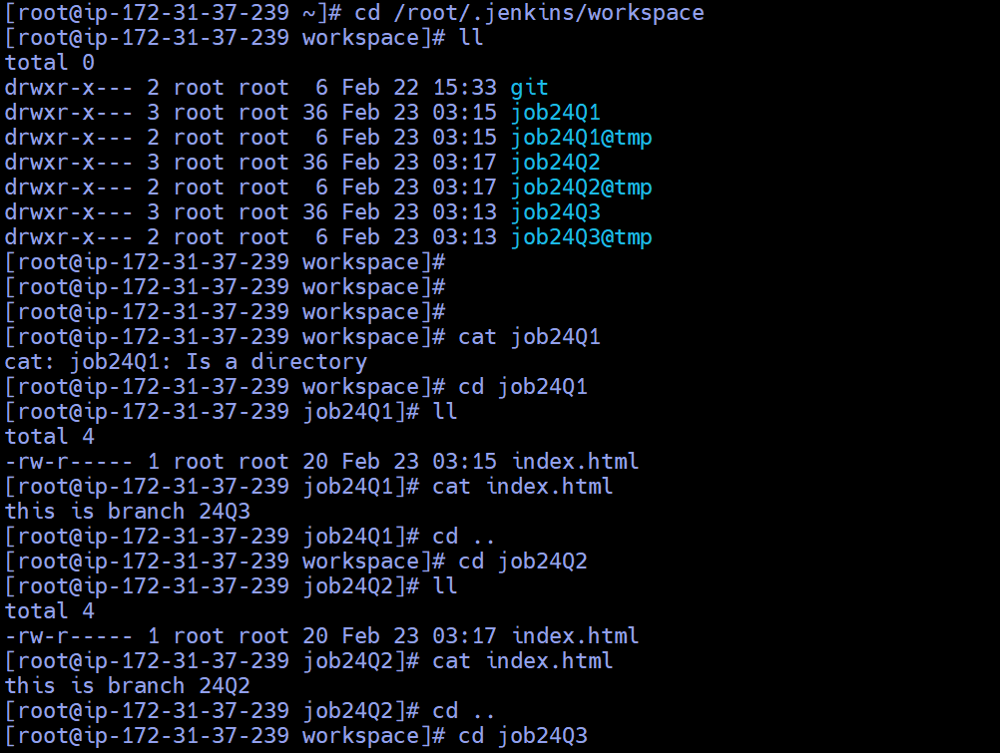 [root@ip-172-31-37-239 ~]# cd /root/.jenkins/workspace
[root@ip-172-31-37-239 workspace]# ll
total 0
drwxr-x--- 2 root root  6 Feb 22 15:33 git
drwxr-x--- 3 root root 36 Feb 23 03:15 job24Q1
drwxr-x--- 2 root root  6 Feb 23 03:15 job24Q1@tmp
drwxr-x--- 3 root root 36 Feb 23 03:17 job24Q2
drwxr-x--- 2 root root  6 Feb 23 03:17 job24Q2@tmp
drwxr-x--- 3 root root 36 Feb 23 03:13 job24Q3
drwxr-x--- 2 root root  6 Feb 23 03:13 job24Q3@tmp
[root@ip-172-31-37-239 workspace]#
[root@ip-172-31-37-239 workspace]#
[root@ip-172-31-37-239 workspace]#
[root@ip-172-31-37-239 workspace]# cat job24Q1
cat: job24Q1: Is a directory
[root@ip-172-31-37-239 workspace]# cd job24Q1
[root@ip-172-31-37-239 job24Q1]# ll
total 4
-rw-r----- 1 root root 20 Feb 23 03:15 index.html
[root@ip-172-31-37-239 job24Q1]# cat index.html
this is branch 24Q3
[root@ip-172-31-37-239 job24Q1]# cd ..
[root@ip-172-31-37-239 workspace]# cd job24Q2
[root@ip-172-31-37-239 job24Q2]# ll
total 4
-rw-r----- 1 root root 20 Feb 23 03:17 index.html
[root@ip-172-31-37-239 job24Q2]# cat index.html
this is branch 24Q2
[root@ip-172-31-37-239 job24Q2]# cd ..
[root@ip-172-31-37-239 workspace]# cd job24Q3